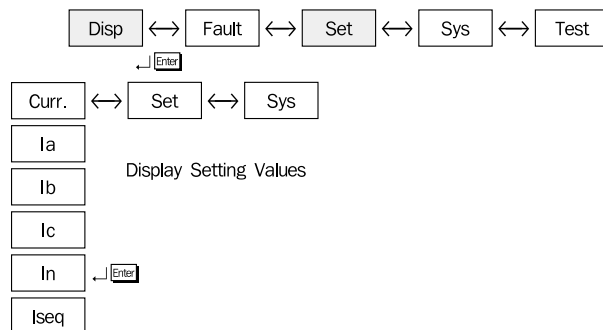 Disp Fault Set Sys Test
Enter
Curr. Set Sys
Ia
Display Setting Values
Ib
Ic
In Enter
Iseq